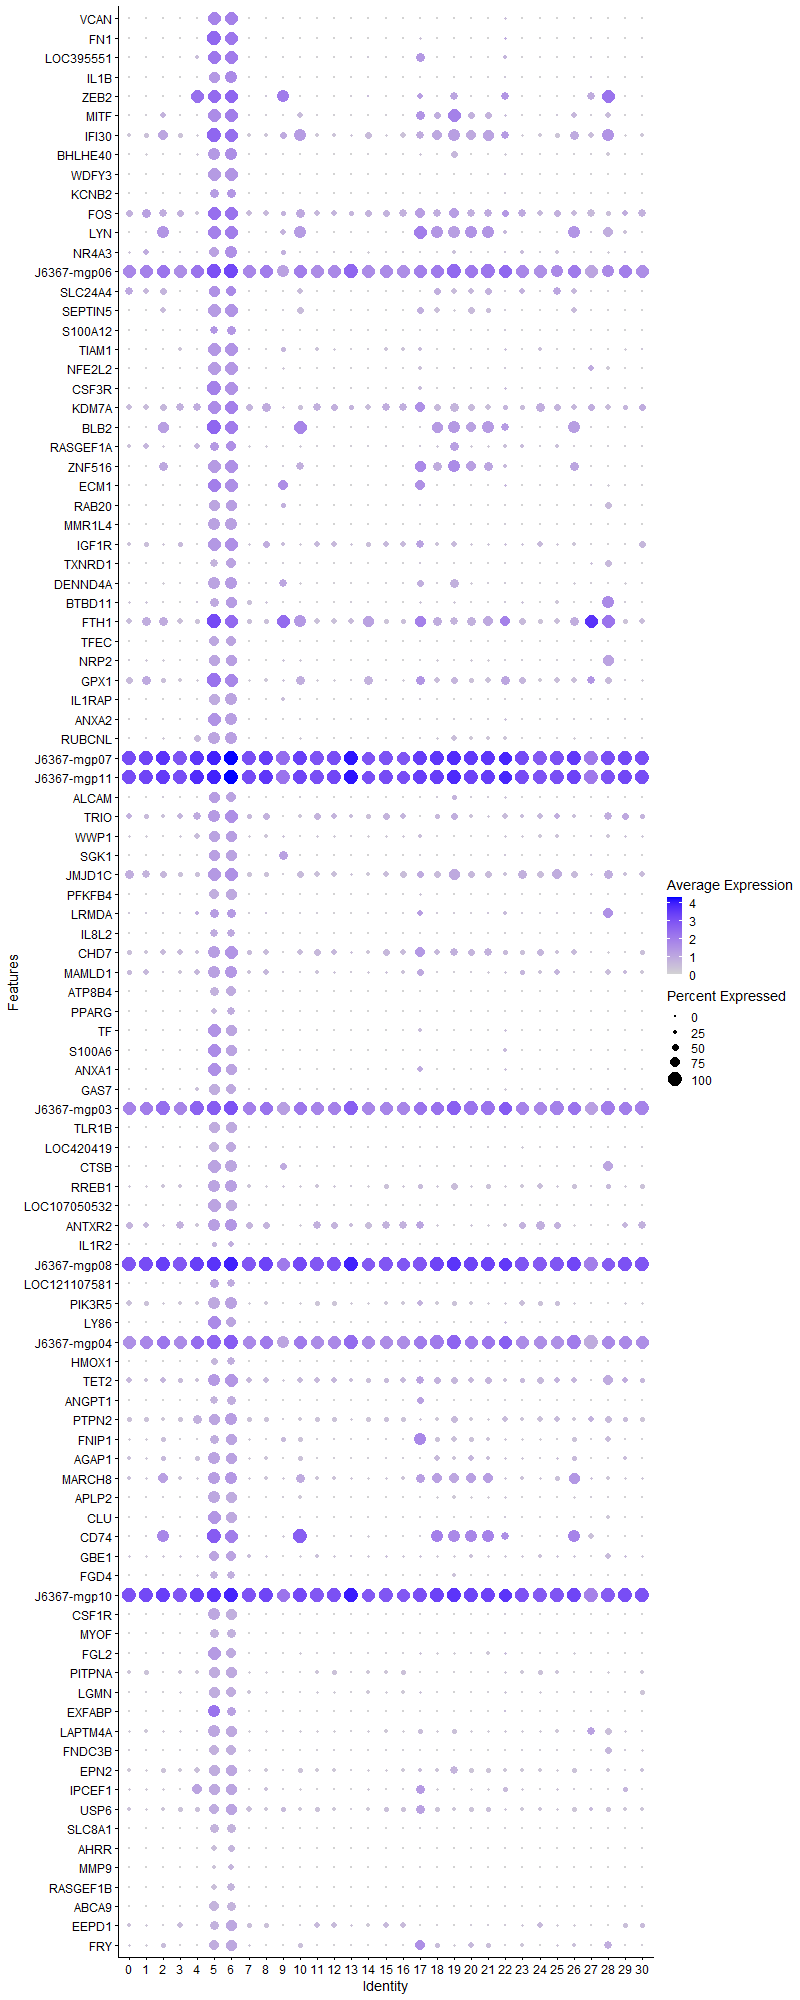 VCAN
FN1
LOC395551
IL1B
ZEB2
MITF
IFI30
BHLHE40
WDFY3
KCNB2
FOS
LYN
NR4A3
J6367-mgp06
SLC24A4
SEPTIN5
S100A12
TIAM1
NFE2L2
CSF3R
KDM7A
BLB2
RASGEF1A
ZNF516
ECM1
RAB20
MMR1L4
IGF1R
TXNRD1
DENND4A
BTBD11
FTH1
TFEC
NRP2
GPX1
IL1RAP
ANXA2
RUBCNL
J6367-mgp07
J6367-mgp11
ALCAM
TRIO
WWP1
SGK1
JMJD1C
PFKFB4
LRMDA
IL8L2
CHD7
MAMLD1
ATP8B4
PPARG
TF
S100A6
ANXA1
GAS7
J6367-mgp03
TLR1B
LOC420419
CTSB
RREB1
LOC107050532
ANTXR2
IL1R2
J6367-mgp08
LOC121107581
PIK3R5
LY86
J6367-mgp04
HMOX1
TET2
ANGPT1
PTPN2
FNIP1
AGAP1
MARCH8
APLP2
CLU
CD74
GBE1
FGD4
J6367-mgp10
CSF1R
MYOF
FGL2
PITPNA
LGMN
EXFABP
LAPTM4A
FNDC3B
EPN2
IPCEF1
USP6
SLC8A1
AHRR
MMP9
RASGEF1B
ABCA9
EEPD1
FRY
Features
0 1 2 3 4 5 6 7 8 9 10 11 12 13 14 15 16 17 18 19 20 21 22 23 24 25 26 27 28 29 30
Identity
Average Expression
4
3
2
1
0
Percent Expressed
0
25
50
75
100